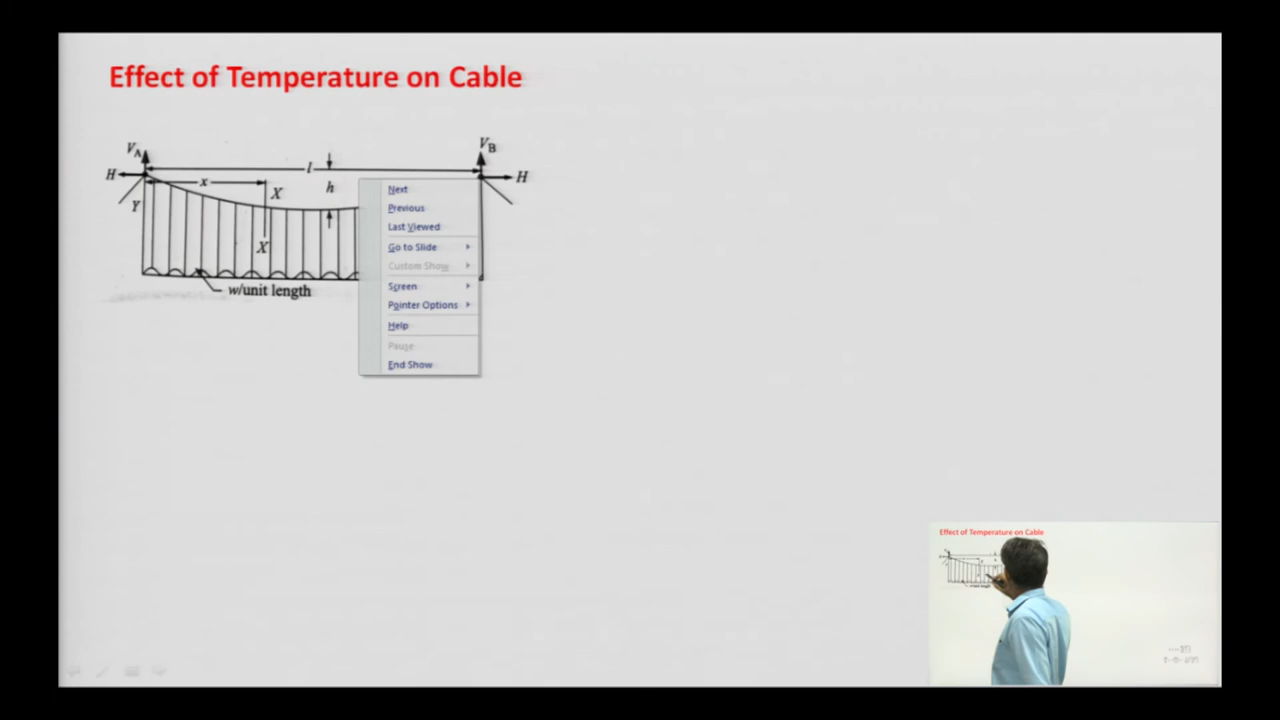 Effect of Temperature on Cable
V_A
V_B
H
l
H
x
X
h
Y
X
w/unit length
Next
Previous
Last Viewed
Go to Slide
Custom Show
Screen
Pointer Options
Help
Pause
End Show
Effect of Temperature on Cable